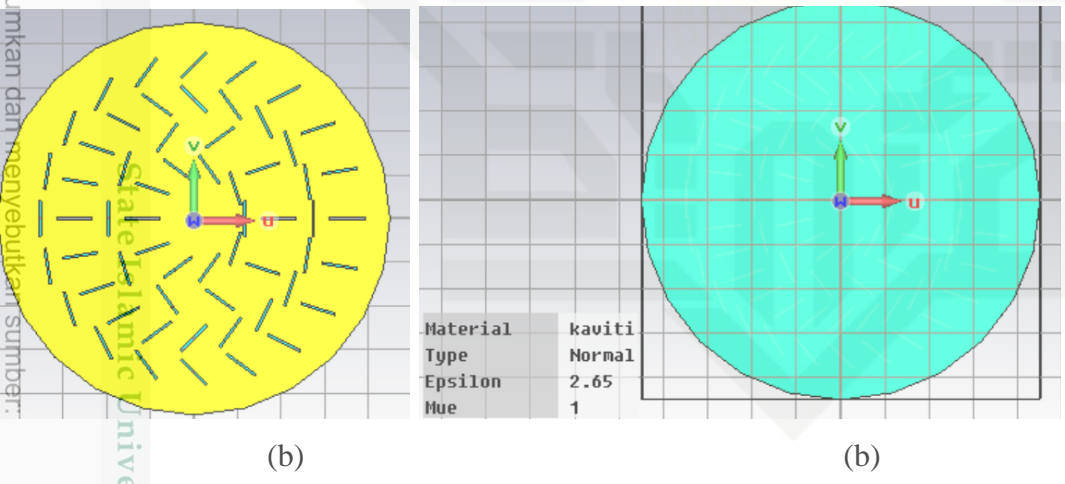 umkan dan menyebutkan sumber:
State Islamic Unive
v
u
w
v
u
w
Material kaviti
Type Normal
Epsilon 2.65
Mue 1
(b)
(b)